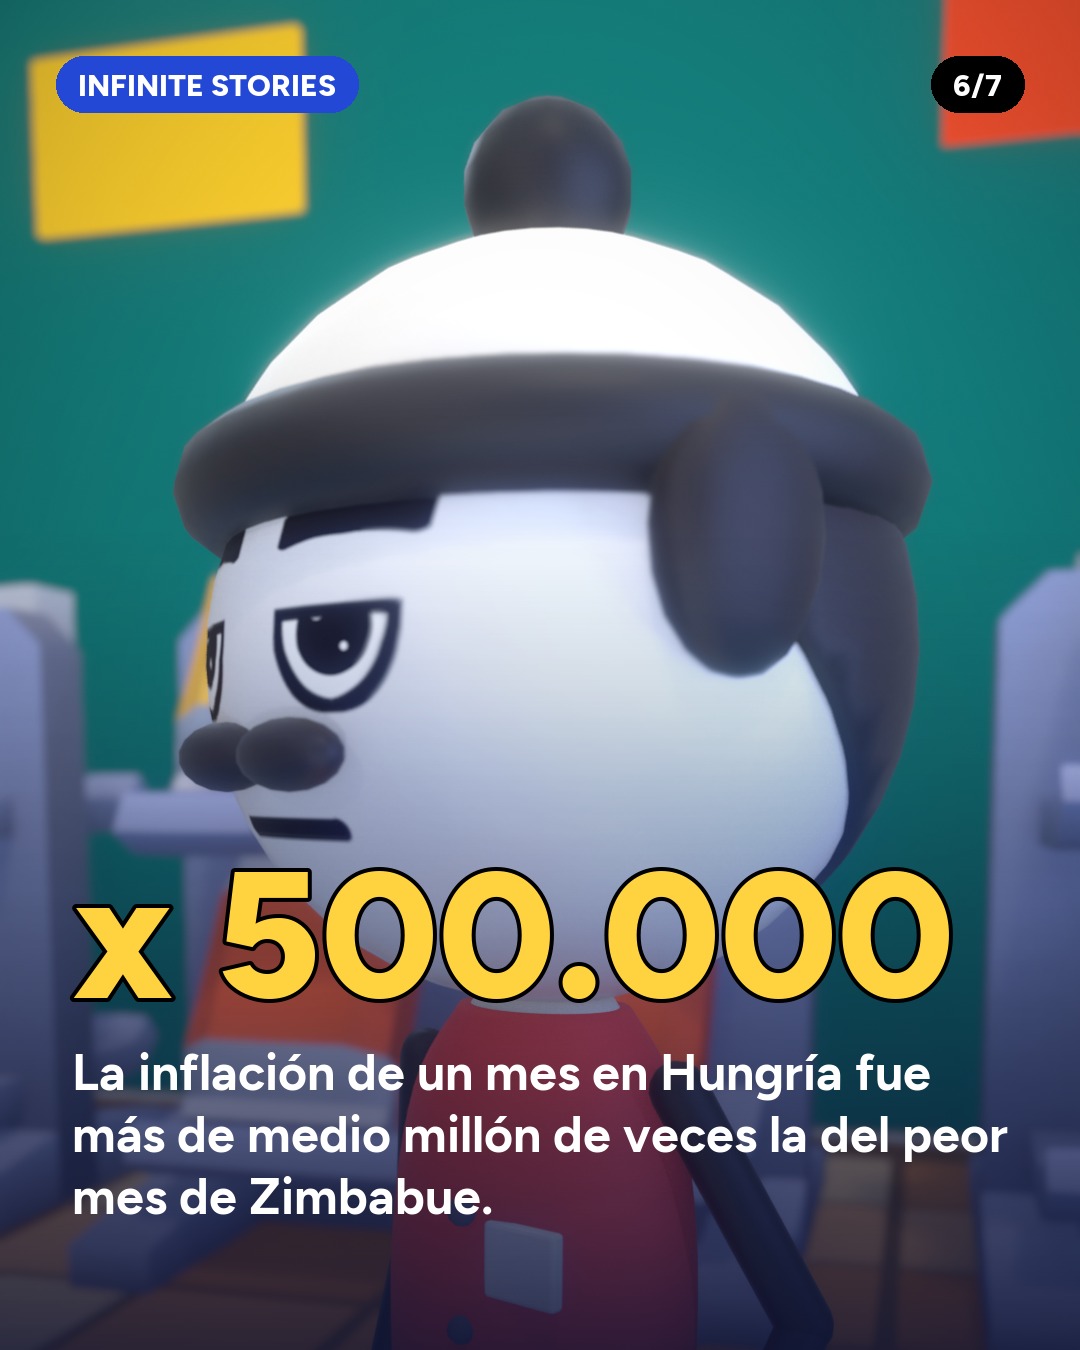 INFINITE STORIES
6/7
x 500.000
La inflación de un mes en Hungría fue
más de medio millón de veces la del peor
mes de Zimbabue.